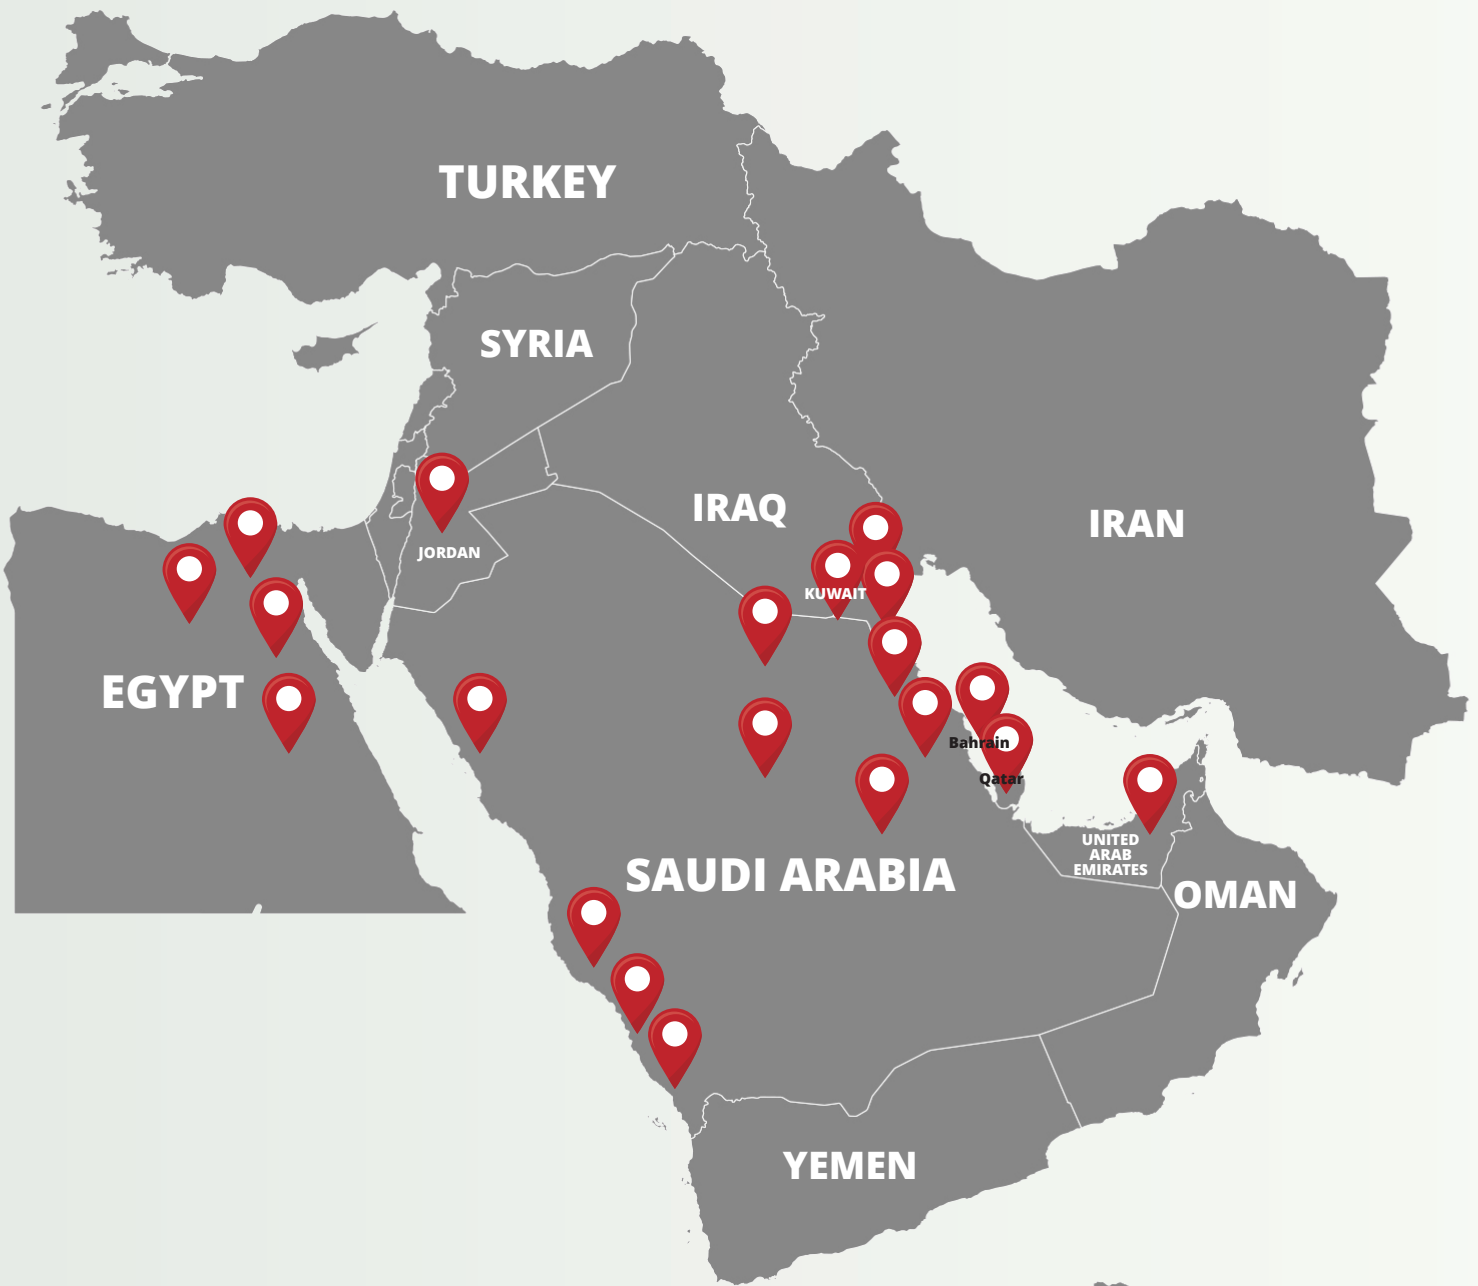 TURKEY
SYRIA
IRAQ
IRAN
JORDAN
KUWAIT
EGYPT
Bahrain
Qatar
UNITED
ARAB
EMIRATES
SAUDI ARABIA
OMAN
YEMEN